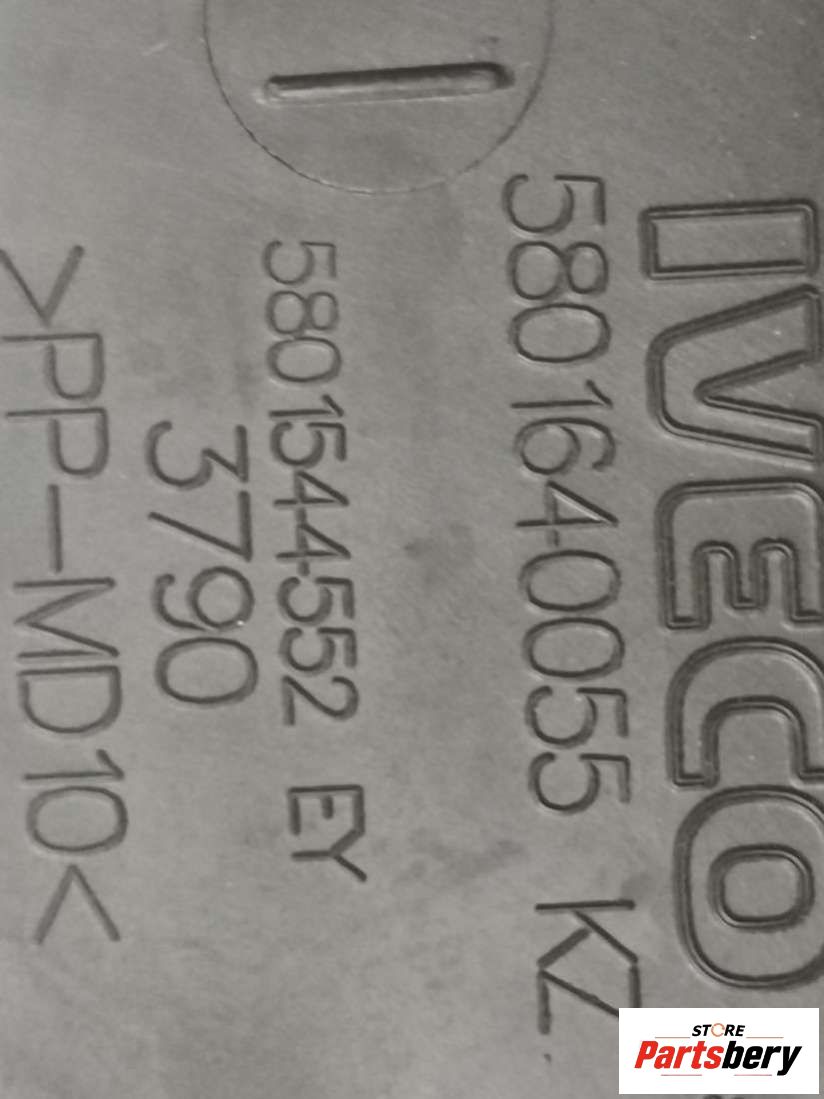 IVECO
5801640055 KZ
5801544552 EY
3790
>PP-MD10<
STORE
Partsbery